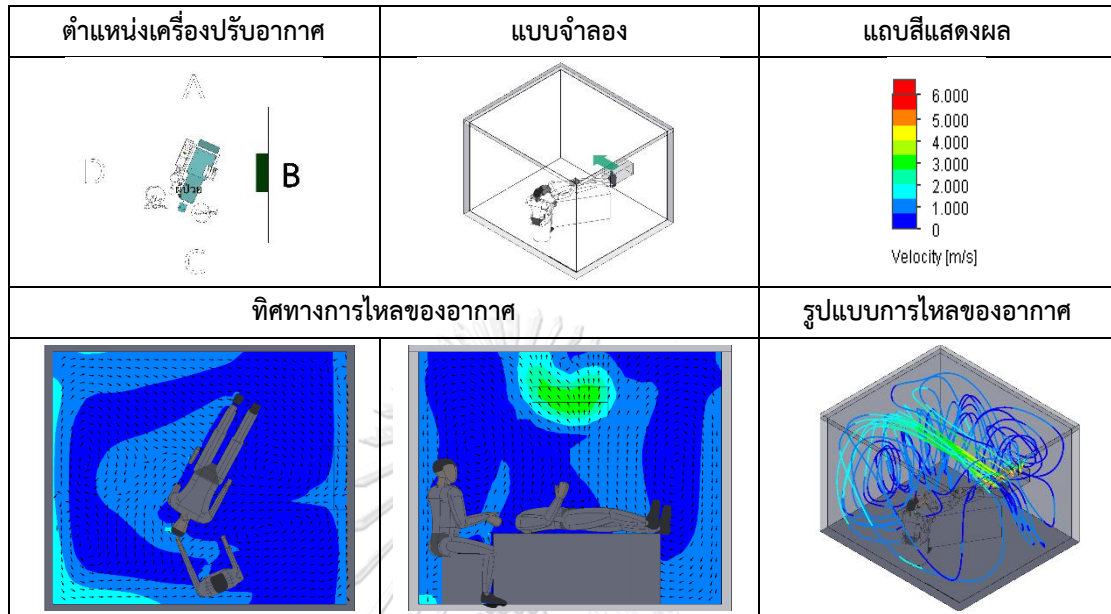 ตำแหน่งเครื่องปรับอากาศ
แบบจำลอง
แถบสีแสดงผล
A
D
B
C
ผู้ป่วย
6.000
5.000
4.000
3.000
2.000
1.000
0
Velocity [m/s]
ทิศทางการไหลของอากาศ
รูปแบบการไหลของอากาศ